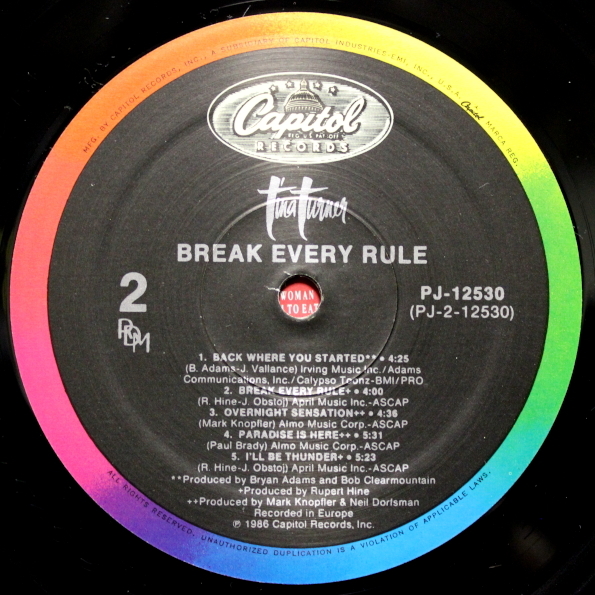 MFG. BY CAPITOL RECORDS, INC., A SUBSIDIARY OF CAPITOL INDUSTRIES-EMI, INC., U.S.A. Capitol MARCA REG.
Capitol
REG. U.S. PAT. OFF.
RECORDS
Tina Turner
BREAK EVERY RULE
2
PJ-12530
(PJ-2-12530)
WOMAN
TO EAT
1. BACK WHERE YOU STARTED** • 4:25
(B. Adams-J. Vallance) Irving Music Inc./Adams
Communications, Inc./Calypso Toonz-BMI/PRO
2. BREAK EVERY RULE+ • 4:00
(R. Hine-J. Obstoj) April Music Inc.-ASCAP
3. OVERNIGHT SENSATION++ • 4:36
(Mark Knopfler) Almo Music Corp.-ASCAP
4. PARADISE IS HERE++ • 5:31
(Paul Brady) Almo Music Corp.-ASCAP
5. I'LL BE THUNDER+ • 5:23
(R. Hine-J. Obstoj) April Music Inc.-ASCAP
**Produced by Bryan Adams and Bob Clearmountain
+Produced by Rupert Hine
++Produced by Mark Knopfler & Neil Dorfsman
Recorded in Europe
℗ 1986 Capitol Records, Inc.
ALL RIGHTS RESERVED. UNAUTHORIZED DUPLICATION IS A VIOLATION OF APPLICABLE LAWS.